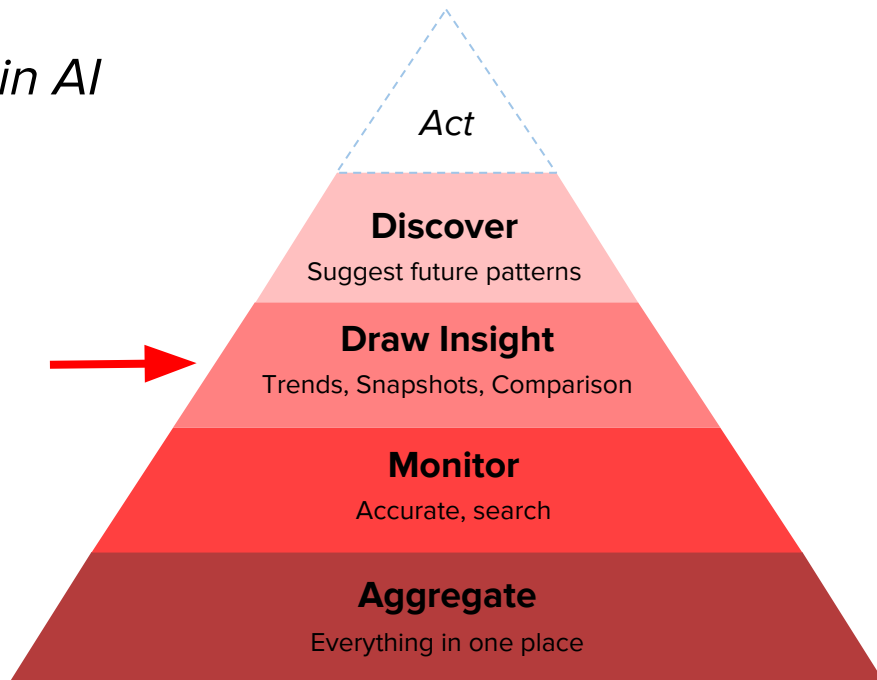 in AI
Act
Discover
Suggest future patterns
Draw Insight
Trends, Snapshots, Comparison
Monitor
Accurate, search
Aggregate
Everything in one place